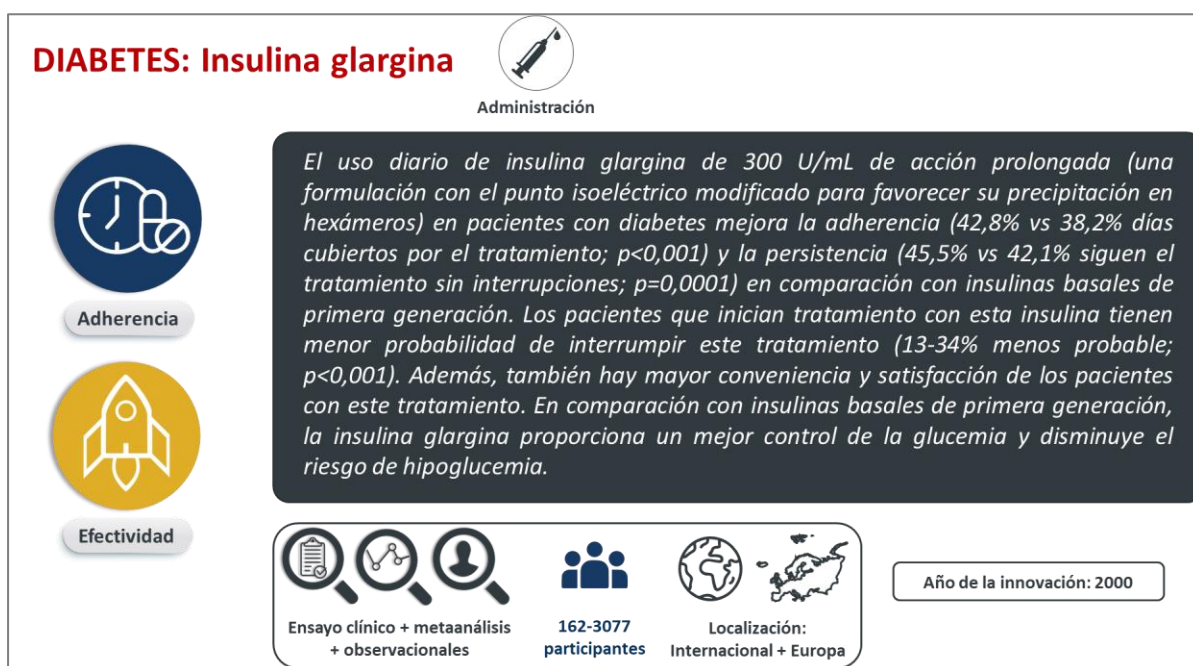 DIABETES: Insulina glargina
Administración
Adherencia
Efectividad
El uso diario de insulina glargina de 300 U/mL de acción prolongada (una
formulación con el punto isoeléctrico modificado para favorecer su precipitación en
hexámeros) en pacientes con diabetes mejora la adherencia (42,8% vs 38,2% días
cubiertos por el tratamiento; p<0,001) y la persistencia (45,5% vs 42,1% siguen el
tratamiento sin interrupciones; p=0,0001) en comparación con insulinas basales de
primera generación. Los pacientes que inician tratamiento con esta insulina tienen
menor probabilidad de interrumpir este tratamiento (13-34% menos probable;
p<0,001). Además, también hay mayor conveniencia y satisfacción de los pacientes
con este tratamiento. En comparación con insulinas basales de primera generación,
la insulina glargina proporciona un mejor control de la glucemia y disminuye el
riesgo de hipoglucemia.
Ensayo clínico + metaanálisis
+ observacionales
162-3077
participantes
Localización:
Internacional + Europa
Año de la innovación: 2000